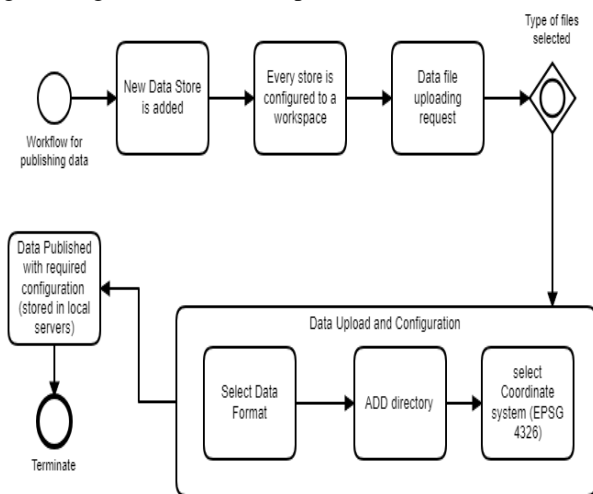 Type of files
selected
New Data Store
is added
Every store is
configured to a
workspace
Data file
uploading
request
Workflow for
publishing data
Data Published
with required
configuration
(stored in local
servers)
Data Upload and Configuration
Select Data
Format
ADD directory
select
Coordinate
system (EPSG
4326)
Terminate